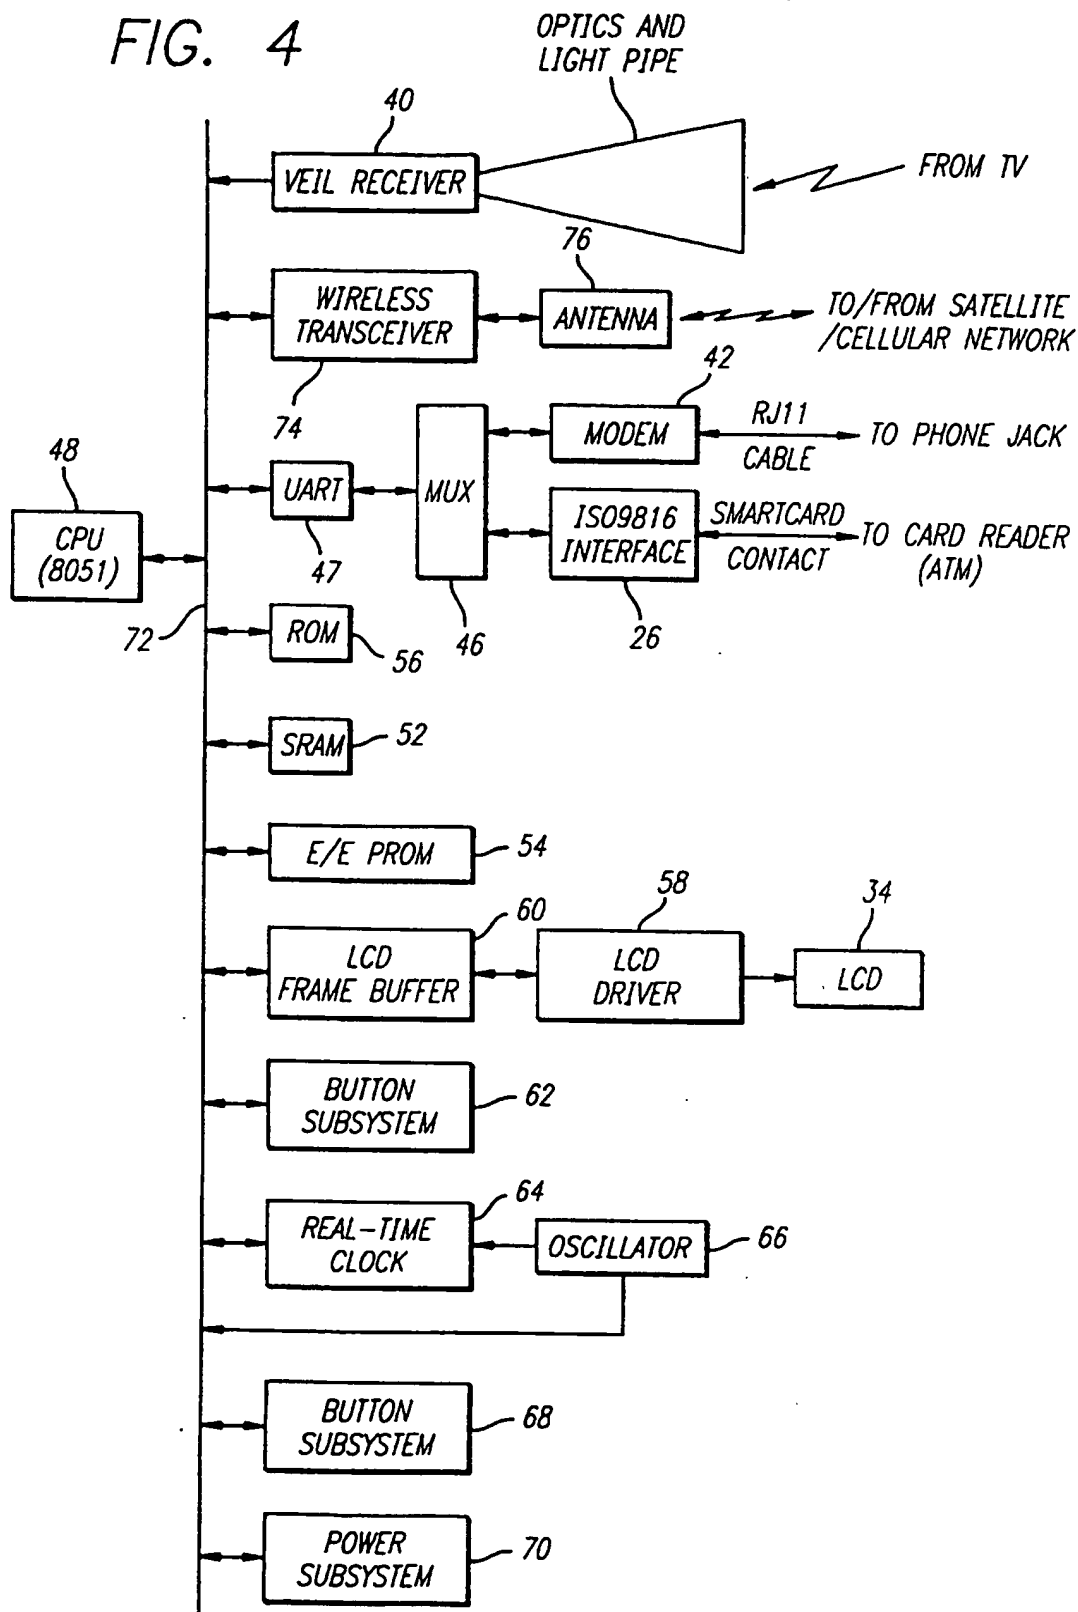 FIG. 4
OPTICS AND
LIGHT PIPE
40
VEIL RECEIVER
FROM TV
76
WIRELESS
TRANSCEIVER
ANTENNA
TO/FROM SATELLITE
/CELLULAR NETWORK
74
42
MODEM
RJ11
CABLE
TO PHONE JACK
48
CPU
(8051)
UART
47
MUX
46
ISO9816
INTERFACE
26
SMARTCARD
CONTACT
TO CARD READER
(ATM)
72
ROM
56
SRAM
52
E/E PROM
54
60
LCD
FRAME BUFFER
58
LCD
DRIVER
34
LCD
BUTTON
SUBSYSTEM
62
REAL-TIME
CLOCK
64
OSCILLATOR
66
BUTTON
SUBSYSTEM
68
POWER
SUBSYSTEM
70